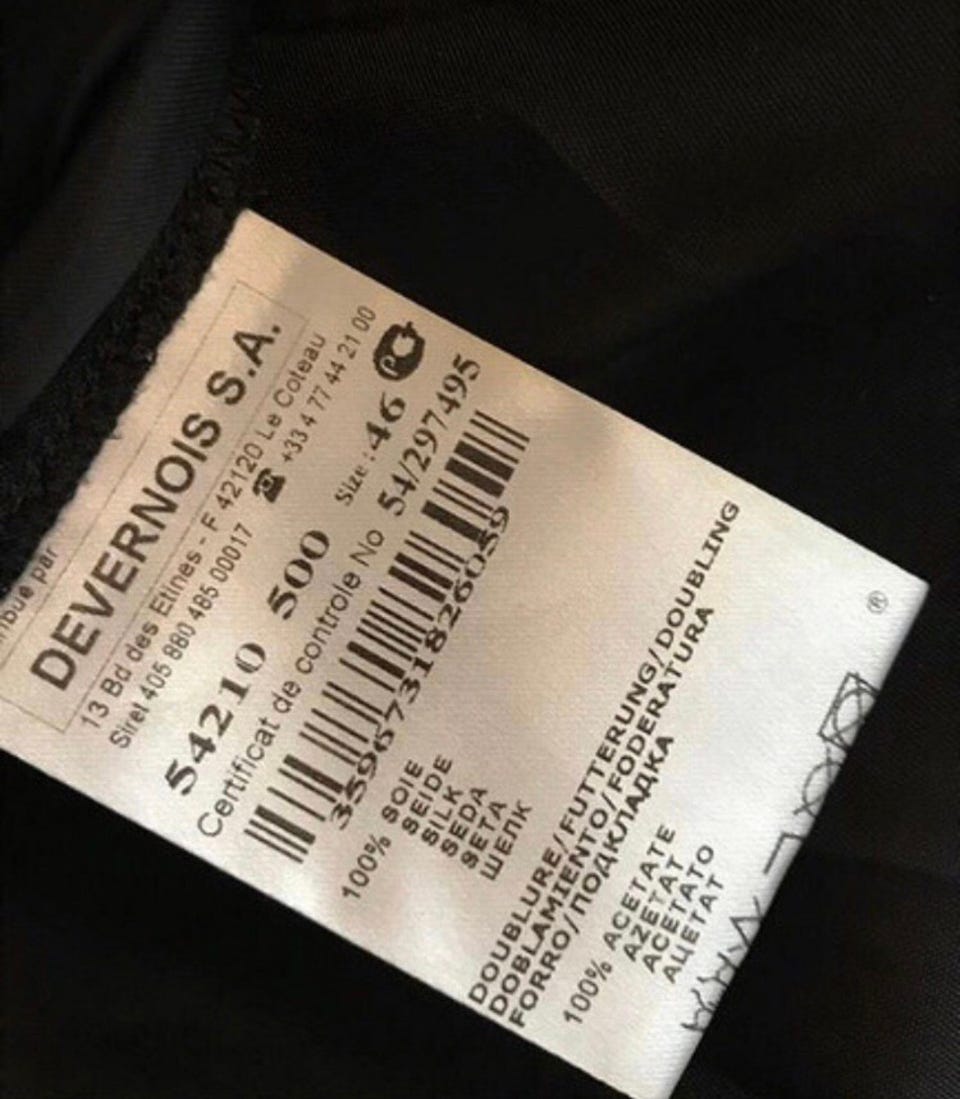 par
DEVERNOIS S.A.
13 Bd des Etines - F 42120 Le Coteau
Siret 405 880 485 00017 ☎ +33 4 77 44 21 00
54210 500 Size : 46
Certificat de controle No 54/297495
3596731826059
100% SOIE
SEIDE
SILK
SEDA
SETA
ШЕЛК
DOUBLURE/FUTTERUNG/DOUBLING
DOBLAMIENTO/FODERATURA
FORRO/ПОДКЛАДКА
100% ACETATE
AZETAT
ACETATO
АЦЕТАТ
®